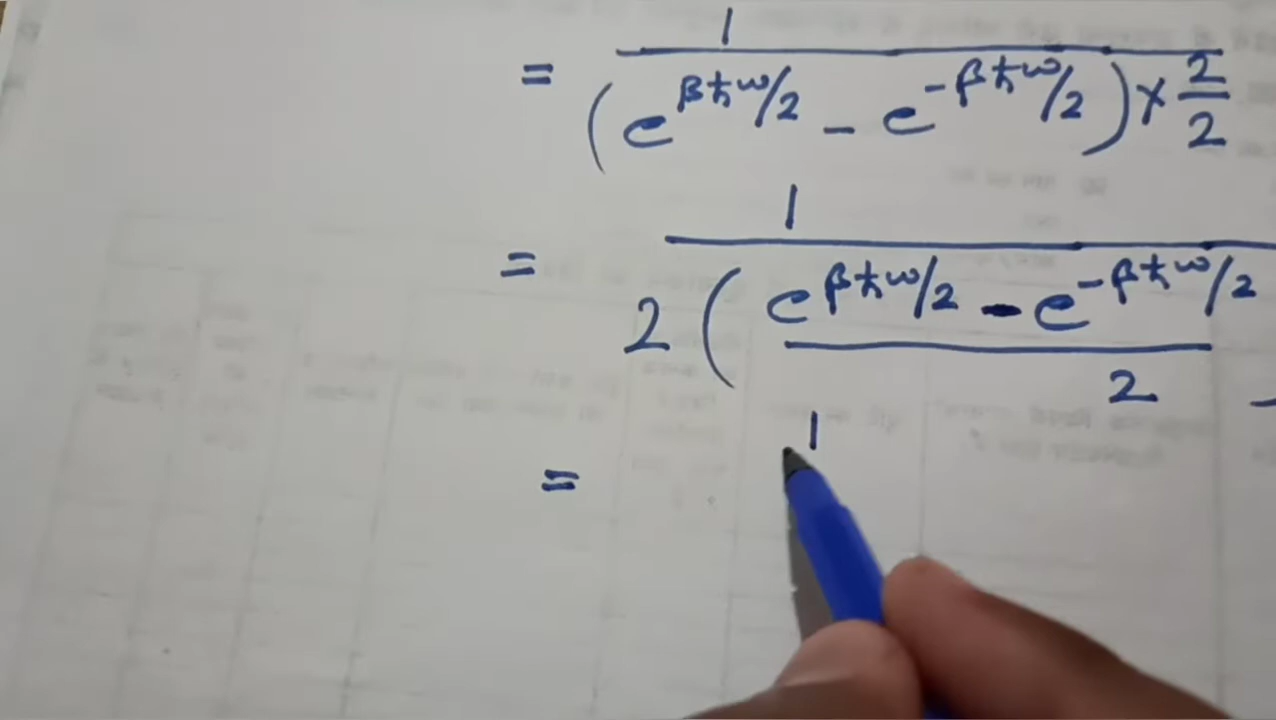 1
= (e^{βħω/2} - e^{-βħω/2}) × 2/2
1
= 2 (e^{βħω/2} - e^{-βħω/2}
2
1
=